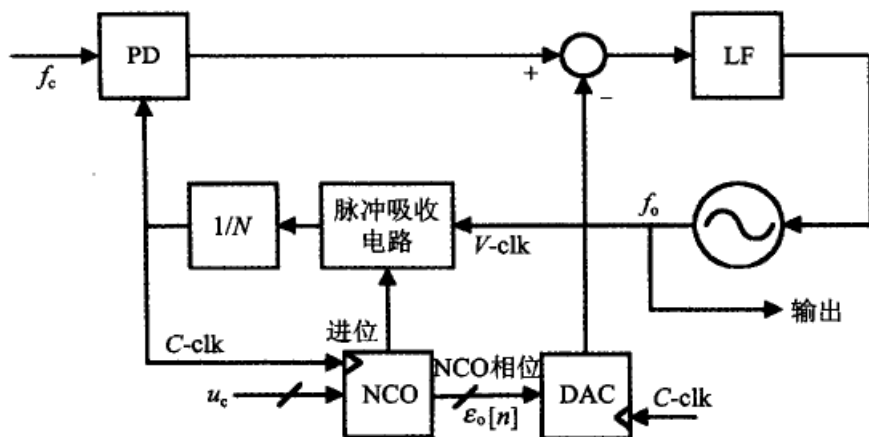 PD
LF
f_c
+
−
1/N
脉冲吸收
电路
V-clk
f_o
输出
C-clk
进位
u_c
NCO
NCO相位
ε_o[n]
DAC
C-clk